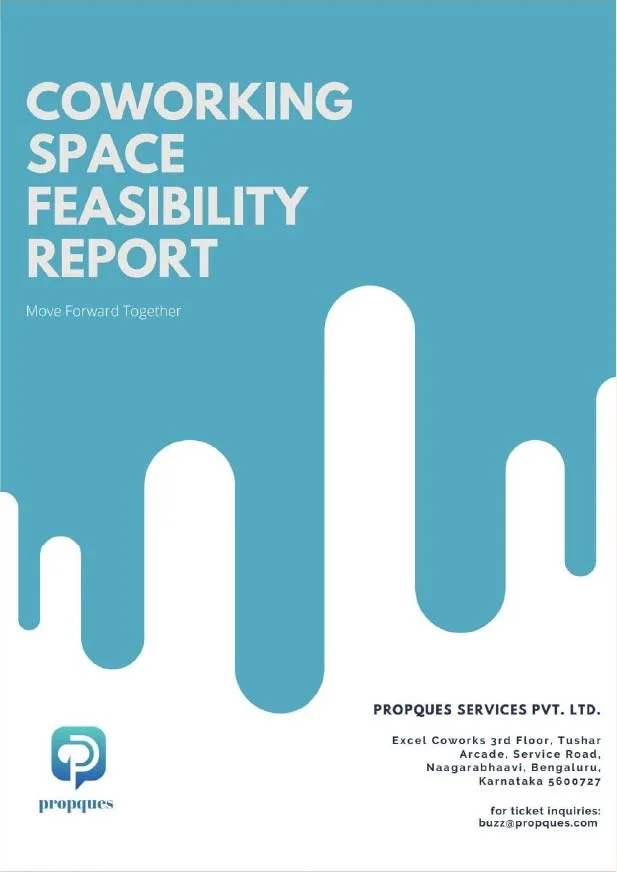 COWORKING
SPACE
FEASIBILITY
REPORT
Move Forward Together
PROPQUES SERVICES PVT. LTD.
Excel Coworks 3rd Floor, Tushar
Arcade, Service Road,
Naagarabhaavi, Bengaluru,
Karnataka 5600727
for ticket inquiries:
buzz@propques.com
propques